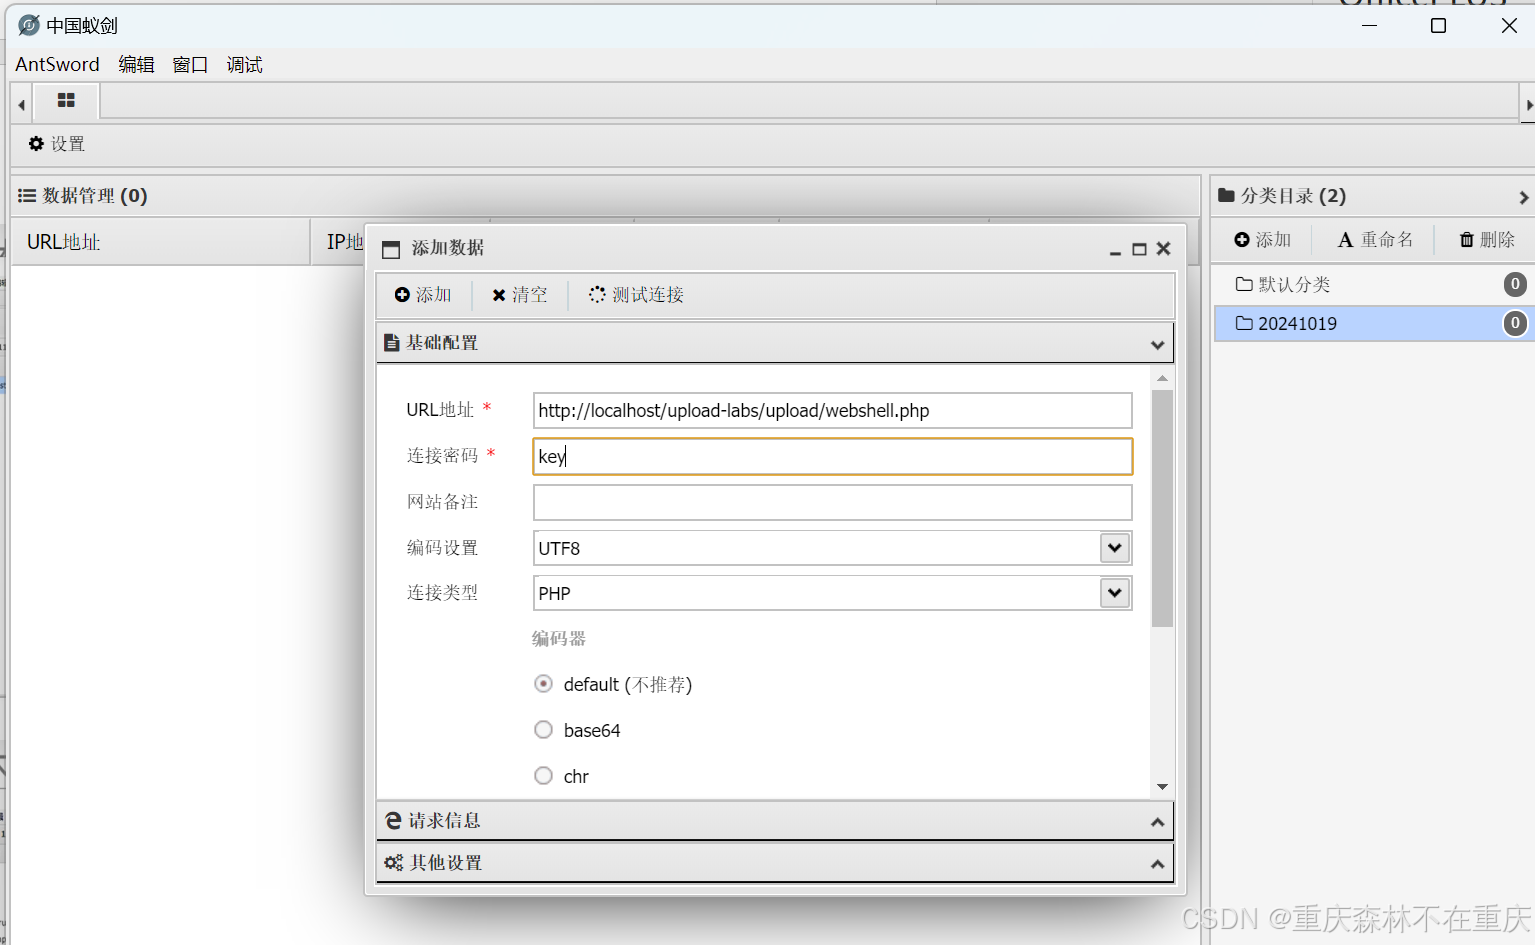 中国蚁剑
AntSword 编辑 窗口 调试
设置
数据管理 (0)
分类目录 (2)
URL地址
IP地
添加 重命名 删除
默认分类 0
20241019 0
添加数据
添加 清空 测试连接
基础配置
URL地址 * http://localhost/upload-labs/upload/webshell.php
连接密码 * key
网站备注
编码设置 UTF8
连接类型 PHP
编码器
default (不推荐)
base64
chr
请求信息
其他设置
CSDN @重庆森林不在重庆